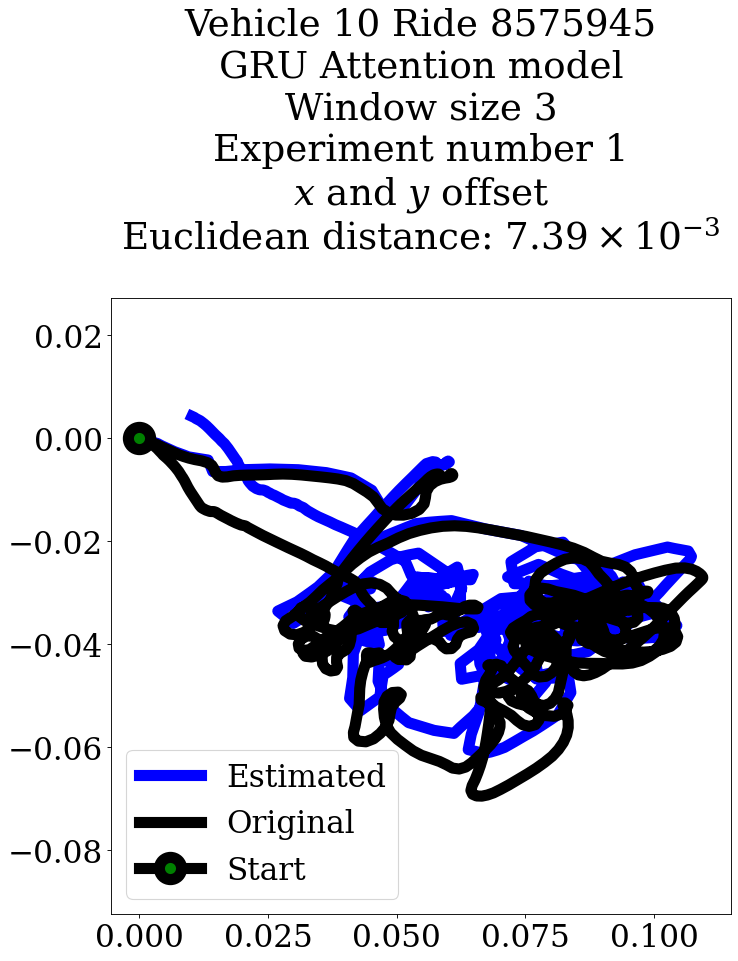 Vehicle 10 Ride 8575945
GRU Attention model
Window size 3
Experiment number 1
x and y offset
Euclidean distance: 7.39 × 10⁻³
0.02
0.00
−0.02
−0.04
−0.06
−0.08
Estimated
Original
Start
0.000 0.025 0.050 0.075 0.100